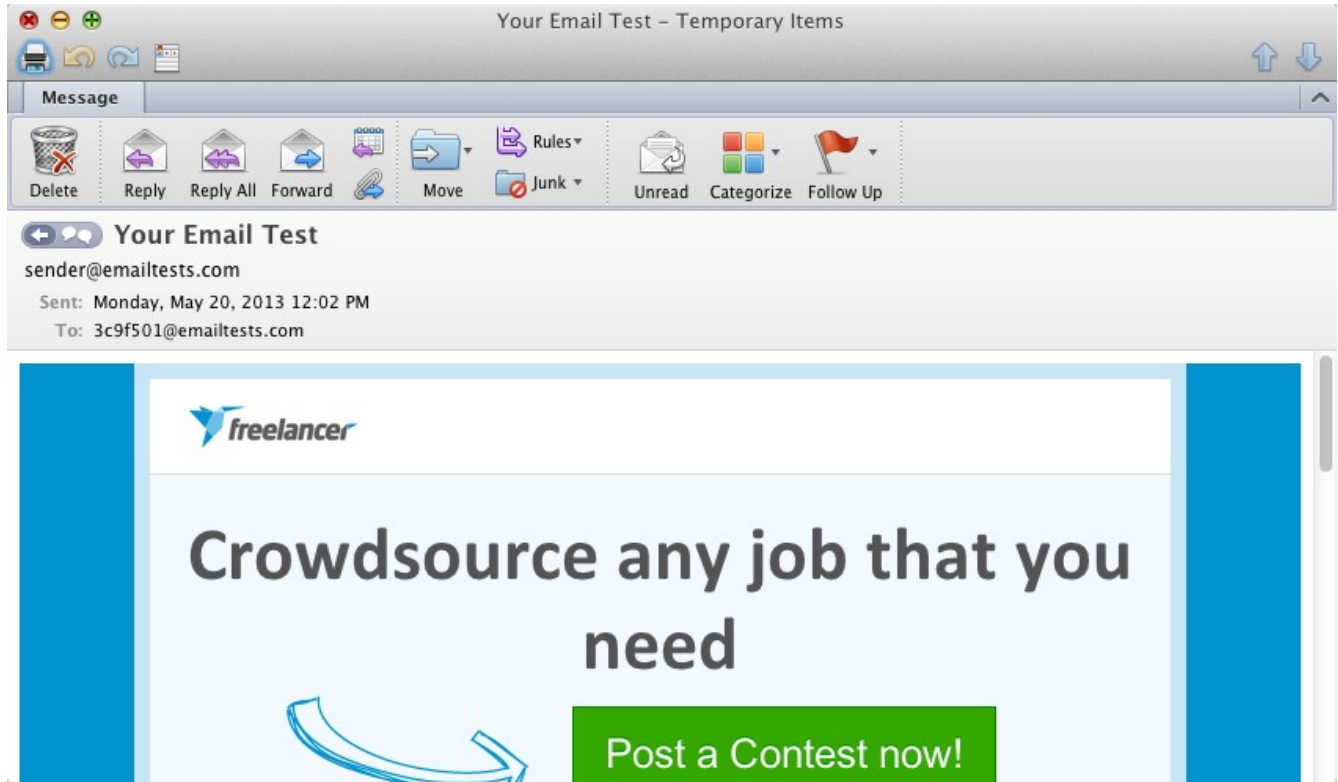 Your Email Test – Temporary Items
Message
Delete
Reply
Reply All
Forward
Move
Rules
Junk
Unread
Categorize
Follow Up
Your Email Test
sender@emailtests.com
Sent: Monday, May 20, 2013 12:02 PM
To: 3c9f501@emailtests.com
freelancer
Crowdsource any job that you
need
Post a Contest now!